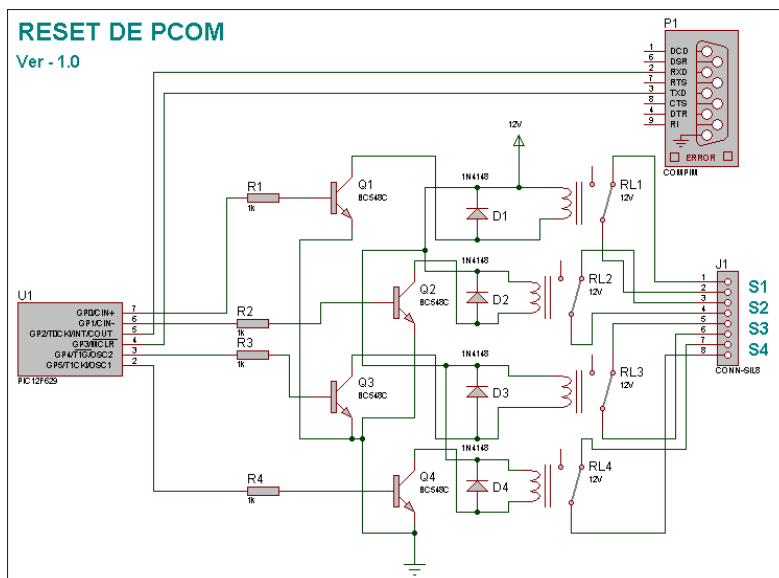 RESET DE PCOM
Ver - 1.0
P1
1 DCD
6 DSR
2 RXD
7 RTS
3 TXD
8 CTS
4 DTR
9 RI
ERROR
COMPIM
12V
R1
1k
Q1
BC548C
1N4148
D1
RL1
12V
J1
1
2
3
4
5
6
7
8
S1
S2
S3
S4
CONN-SIL8
U1
GP0/CIN+ 7
GP1/CIN- 6
GP2/T0CKI/INT/COUT 5
GP3/MCLR 4
GP4/T1G/OSC2 3
GP5/T1CKI/OSC1 2
PIC12F629
R2
1k
Q2
BC548C
1N4148
D2
RL2
12V
R3
1k
Q3
BC548C
1N4148
D3
RL3
12V
R4
1k
Q4
BC548C
1N4148
D4
RL4
12V